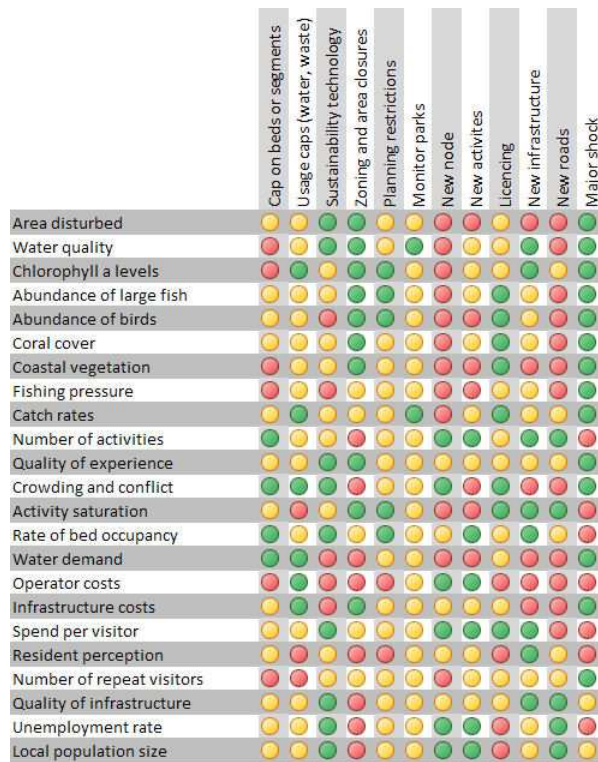 Cap on beds or segments
Usage caps (water, waste)
Sustainability technology
Zoning and area closures
Planning restrictions
Monitor parks
New node
New activites
Licencing
New infrastructure
New roads
Major shock
Area disturbed
Water quality
Chlorophyll a levels
Abundance of large fish
Abundance of birds
Coral cover
Coastal vegetation
Fishing pressure
Catch rates
Number of activities
Quality of experience
Crowding and conflict
Activity saturation
Rate of bed occupancy
Water demand
Operator costs
Infrastructure costs
Spend per visitor
Resident perception
Number of repeat visitors
Quality of infrastructure
Unemployment rate
Local population size